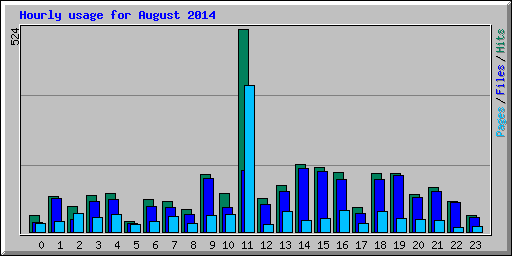 Hourly usage for August 2014
524
Pages / Files / Hits
0 1 2 3 4 5 6 7 8 9 10 11 12 13 14 15 16 17 18 19 20 21 22 23